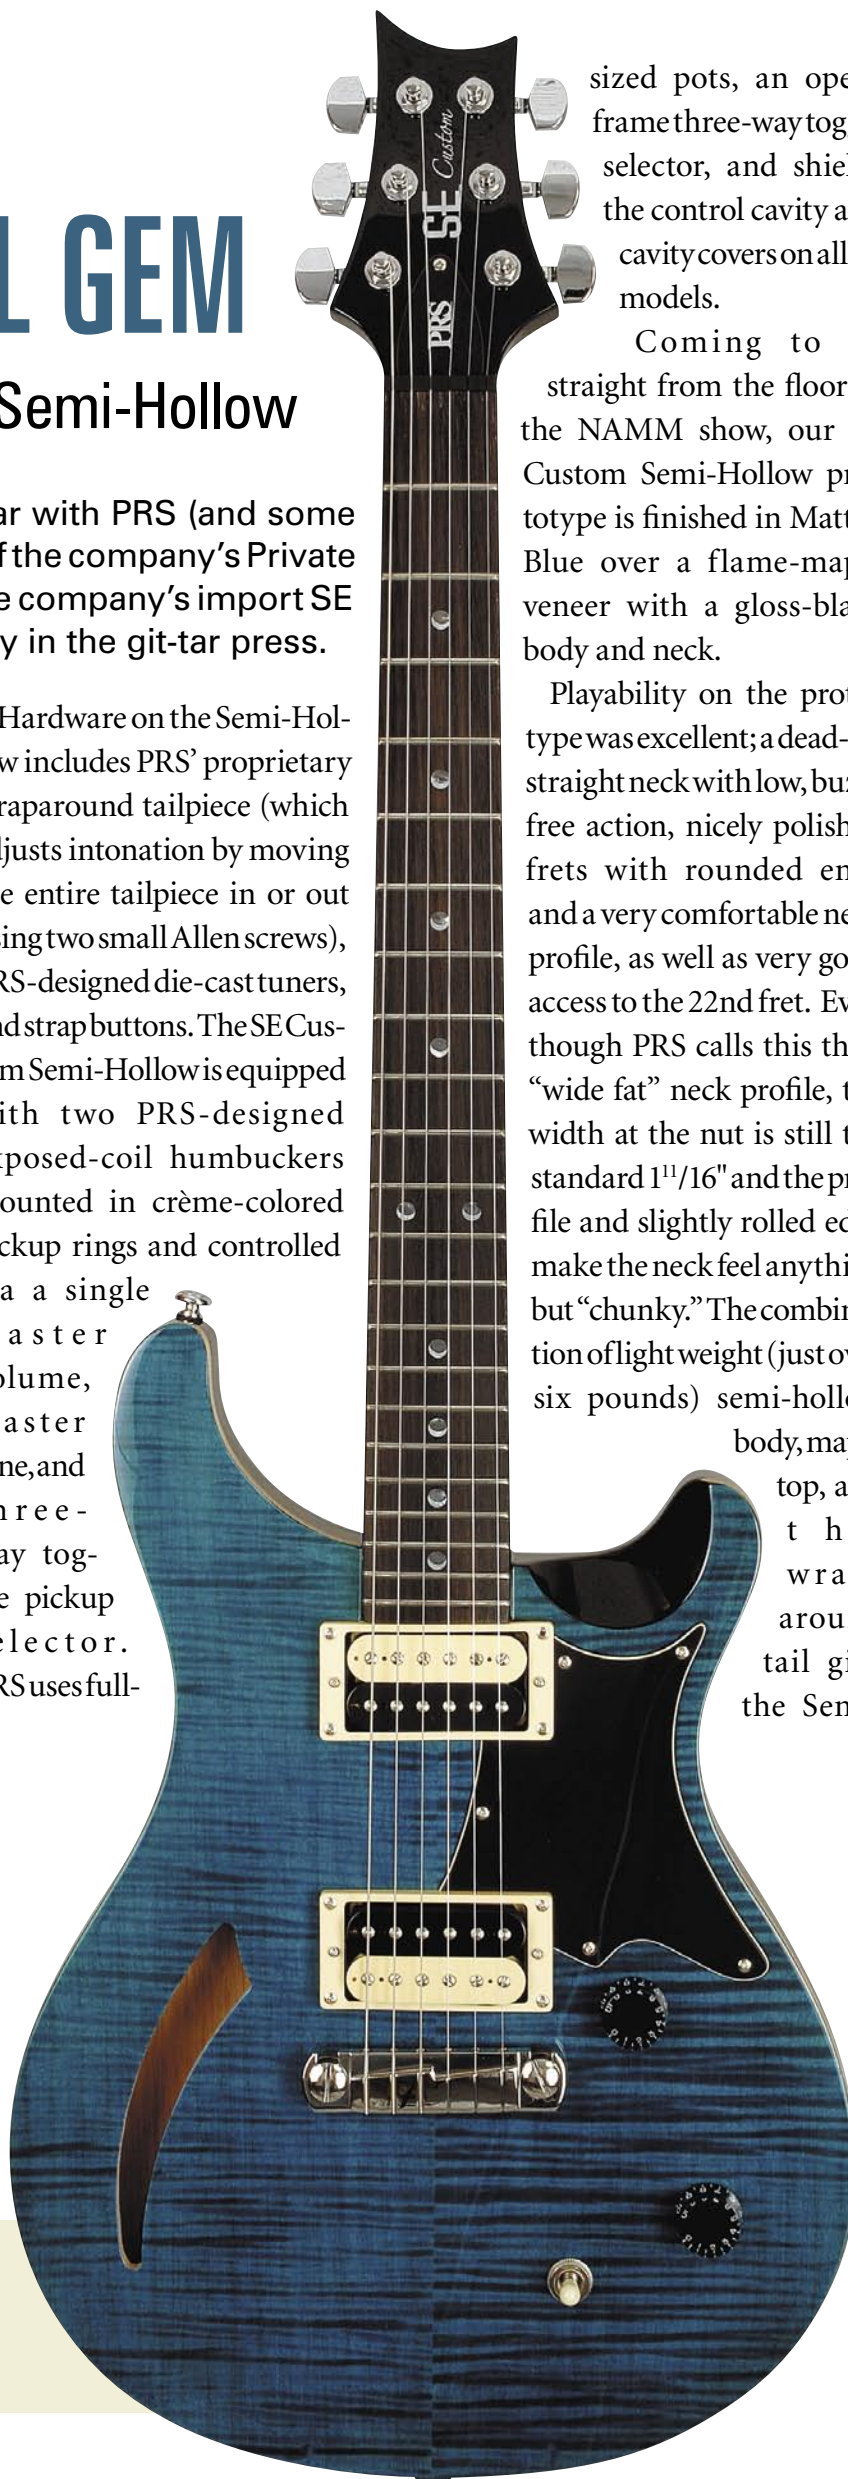 L GEM
Semi-Hollow
ar with PRS (and some
of the company's Private
e company's import SE
y in the git-tar press.
Hardware on the Semi-Hol-
w includes PRS' proprietary
raparound tailpiece (which
djusts intonation by moving
e entire tailpiece in or out
sing two small Allen screws),
RS-designed die-cast tuners,
nd strap buttons. The SE Cus-
m Semi-Hollow is equipped
ith two PRS-designed
xposed-coil humbuckers
ounted in crème-colored
ckup rings and controlled
a a single
aster
olume,
aster
ne, and
hree-
ay tog-
e pickup
elector.
RS uses full-
Custom
SE
PRS
sized pots, an ope
frame three-way tog
selector, and shiel
the control cavity a
cavity covers on all
models.
Coming to
straight from the floor
the NAMM show, our
Custom Semi-Hollow pr
totype is finished in Matt
Blue over a flame-map
veneer with a gloss-bla
body and neck.
Playability on the prot
type was excellent; a dead-
straight neck with low, buz
free action, nicely polish
frets with rounded en
and a very comfortable ne
profile, as well as very go
access to the 22nd fret. Ev
though PRS calls this th
“wide fat” neck profile, t
width at the nut is still t
standard 1¹¹/16" and the pr
file and slightly rolled ed
make the neck feel anythi
but “chunky.” The combin
tion of light weight (just ov
six pounds) semi-hollo
body, map
top, a
th
wra
arou
tail gi
the Sem